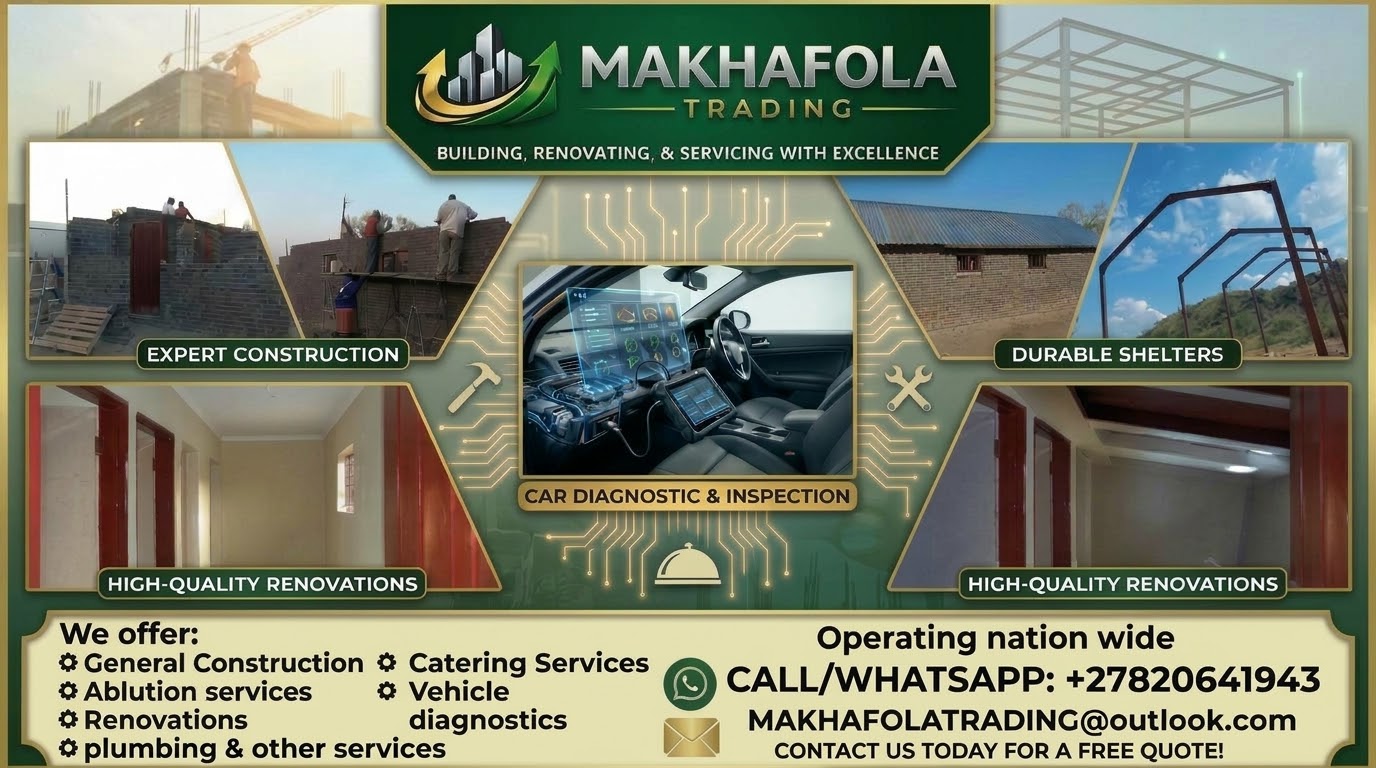 MAKHAFOLA
TRADING
BUILDING, RENOVATING, & SERVICING WITH EXCELLENCE
EXPERT CONSTRUCTION
DURABLE SHELTERS
CAR DIAGNOSTIC & INSPECTION
HIGH-QUALITY RENOVATIONS
HIGH-QUALITY RENOVATIONS
We offer:
General Construction
Ablution services
Renovations
plumbing & other services
Catering Services
Vehicle
diagnostics
Operating nation wide
CALL/WHATSAPP: +27820641943
MAKHAFOLATRADING@outlook.com
CONTACT US TODAY FOR A FREE QUOTE!